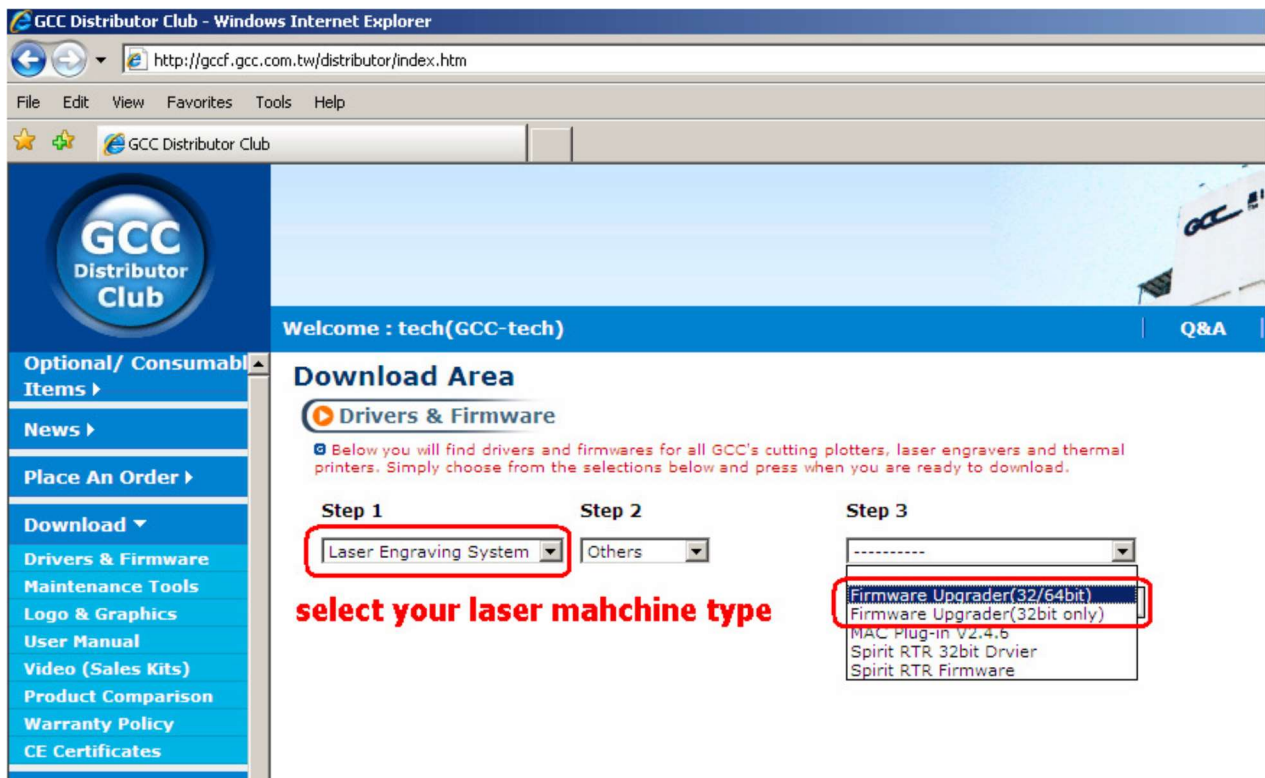 GCC Distributor Club - Windows Internet Explorer
http://gccf.gcc.com.tw/distributor/index.htm
File Edit View Favorites Tools Help
GCC Distributor Club
GCC
Distributor
Club
GCC
Welcome : tech(GCC-tech)
Q&A
Optional/ Consumabl
Items
News
Place An Order
Download
Drivers & Firmware
Maintenance Tools
Logo & Graphics
User Manual
Video (Sales Kits)
Product Comparison
Warranty Policy
CE Certificates
Download Area
Drivers & Firmware
Below you will find drivers and firmwares for all GCC's cutting plotters, laser engravers and thermal
printers. Simply choose from the selections below and press when you are ready to download.
Step 1 Step 2 Step 3
Laser Engraving System Others ----------
select your laser mahchine type
Firmware Upgrader(32/64bit)
Firmware Upgrader(32bit only)
MAC Plug-in V2.4.6
Spirit RTR 32bit Drvier
Spirit RTR Firmware